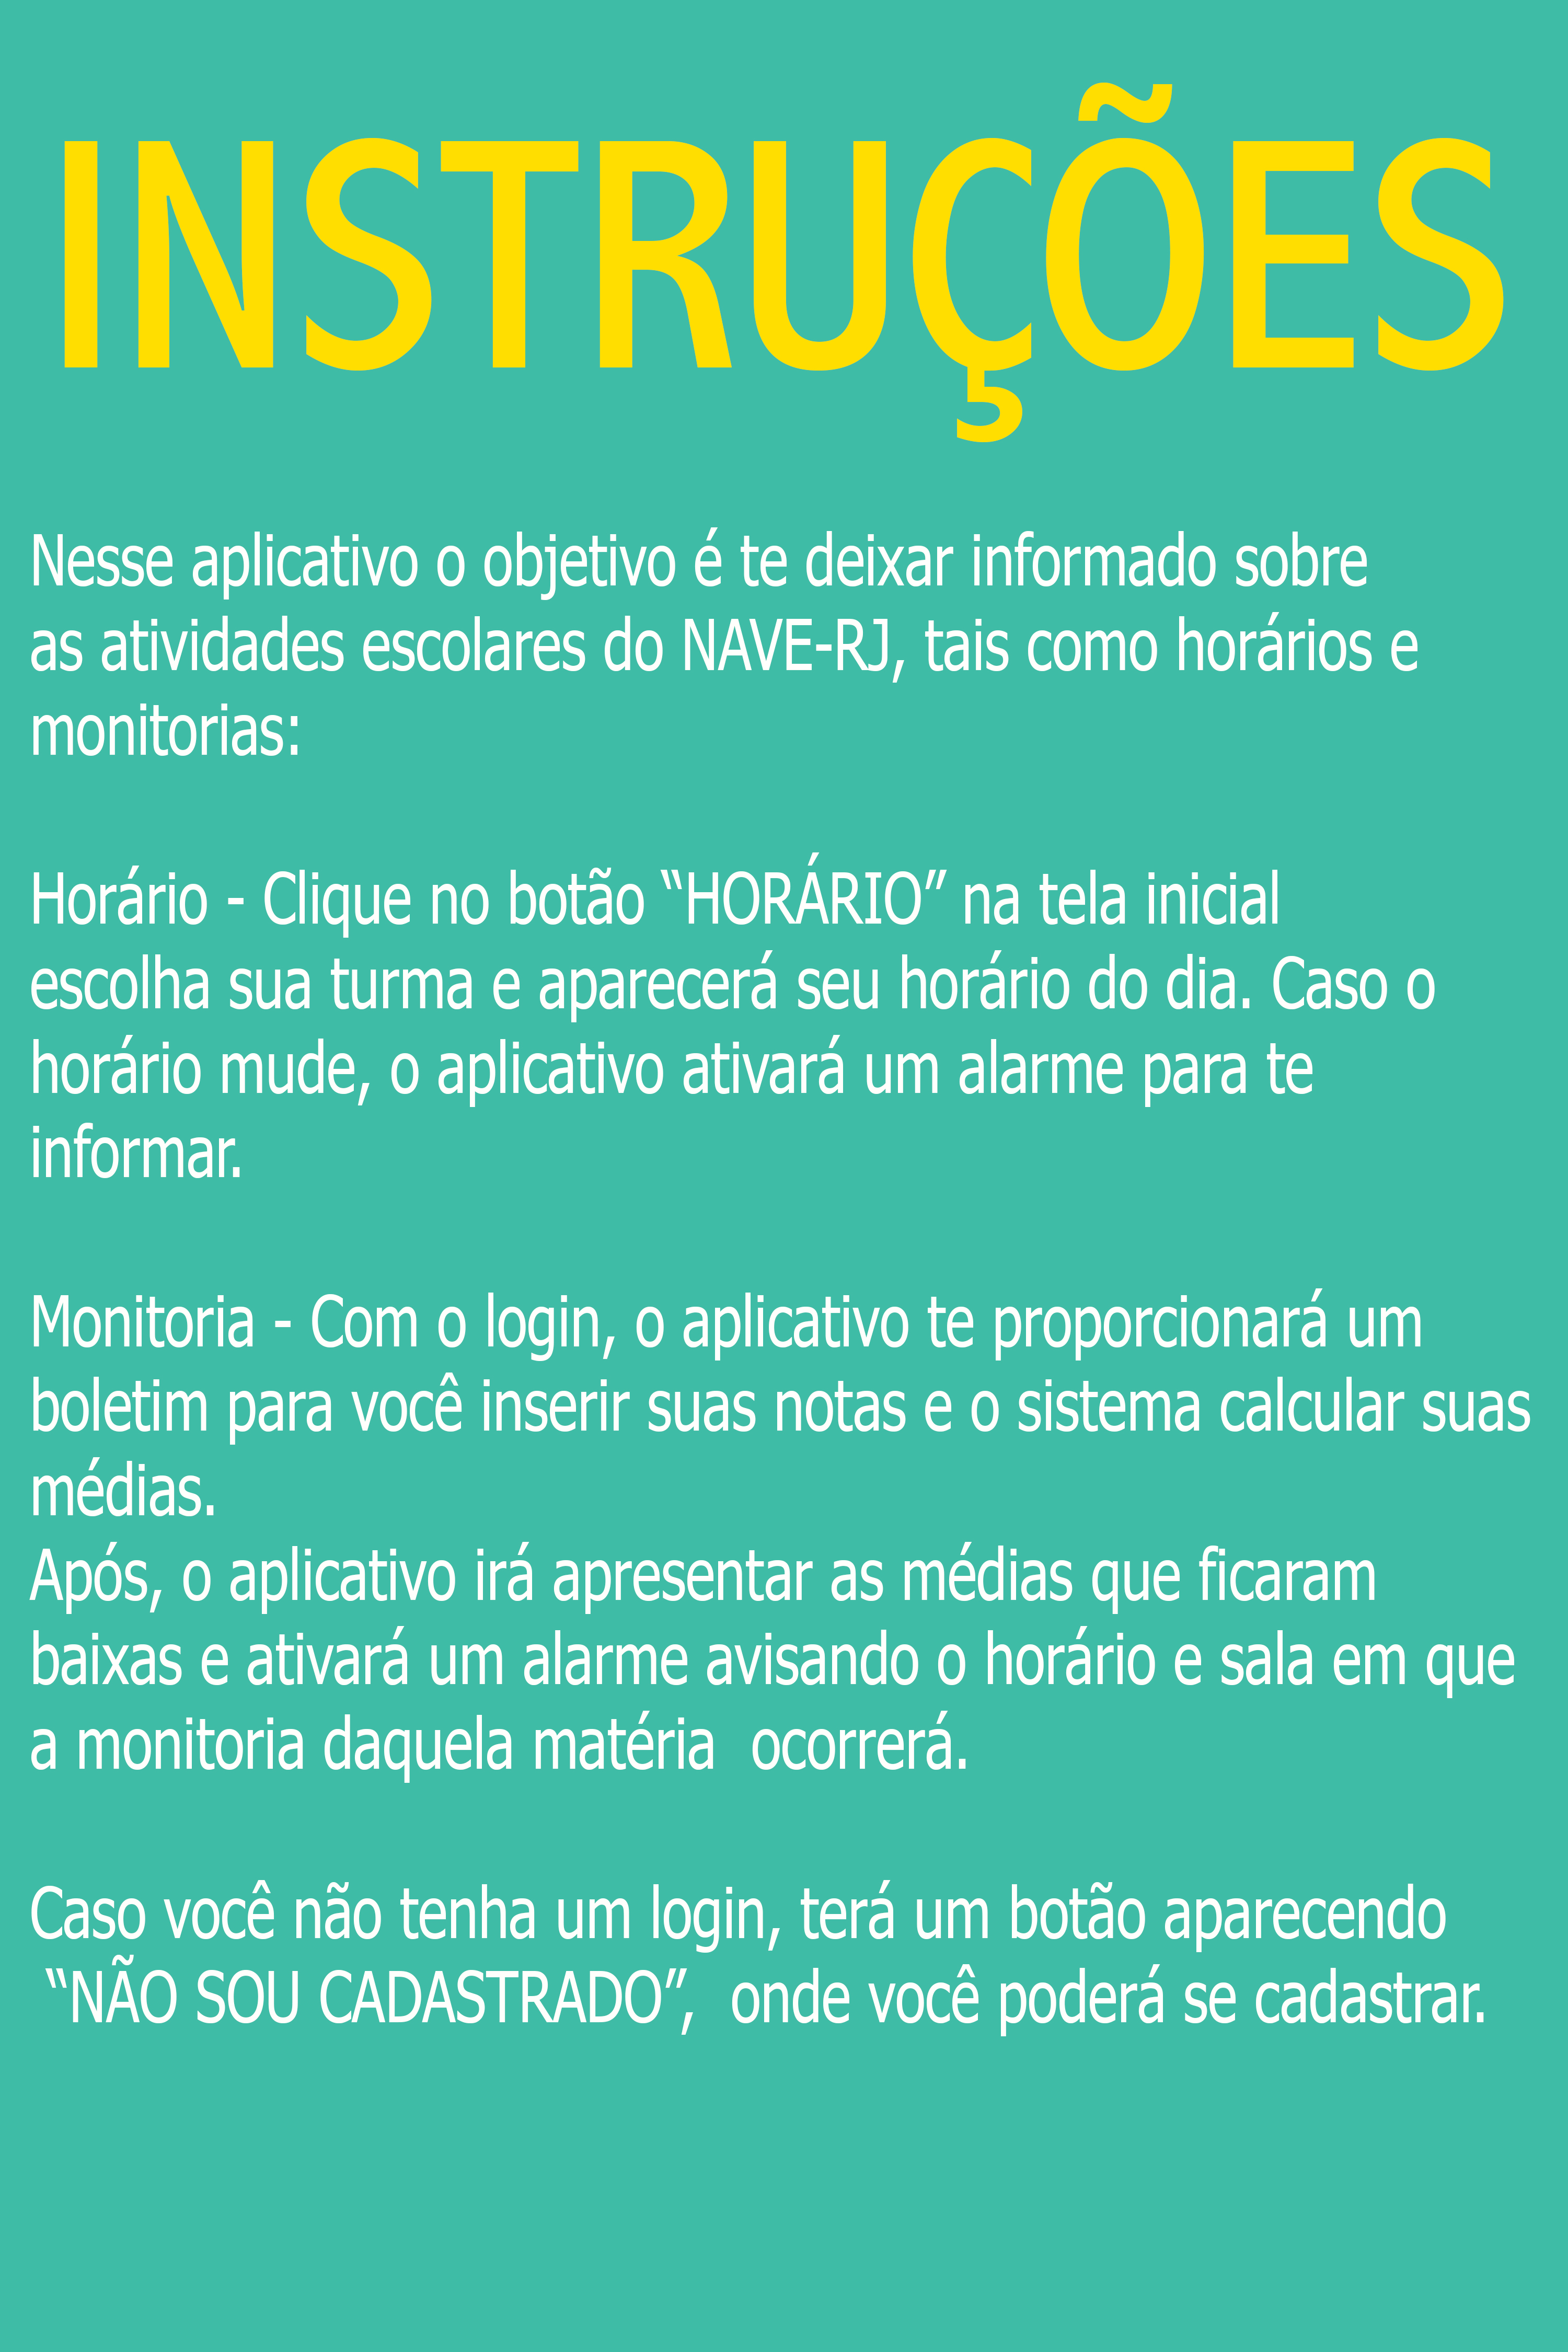 INSTRUÇÕES
Nesse aplicativo o objetivo é te deixar informado sobre
as atividades escolares do NAVE-RJ, tais como horários e
monitorias:
Horário - Clique no botão “HORÁRIO” na tela inicial
escolha sua turma e aparecerá seu horário do dia. Caso o
horário mude, o aplicativo ativará um alarme para te
informar.
Monitoria - Com o login, o aplicativo te proporcionará um
boletim para você inserir suas notas e o sistema calcular suas
médias.
Após, o aplicativo irá apresentar as médias que ficaram
baixas e ativará um alarme avisando o horário e sala em que
a monitoria daquela matéria  ocorrerá.
Caso você não tenha um login, terá um botão aparecendo
“NÃO SOU CADASTRADO”,  onde você poderá se cadastrar.